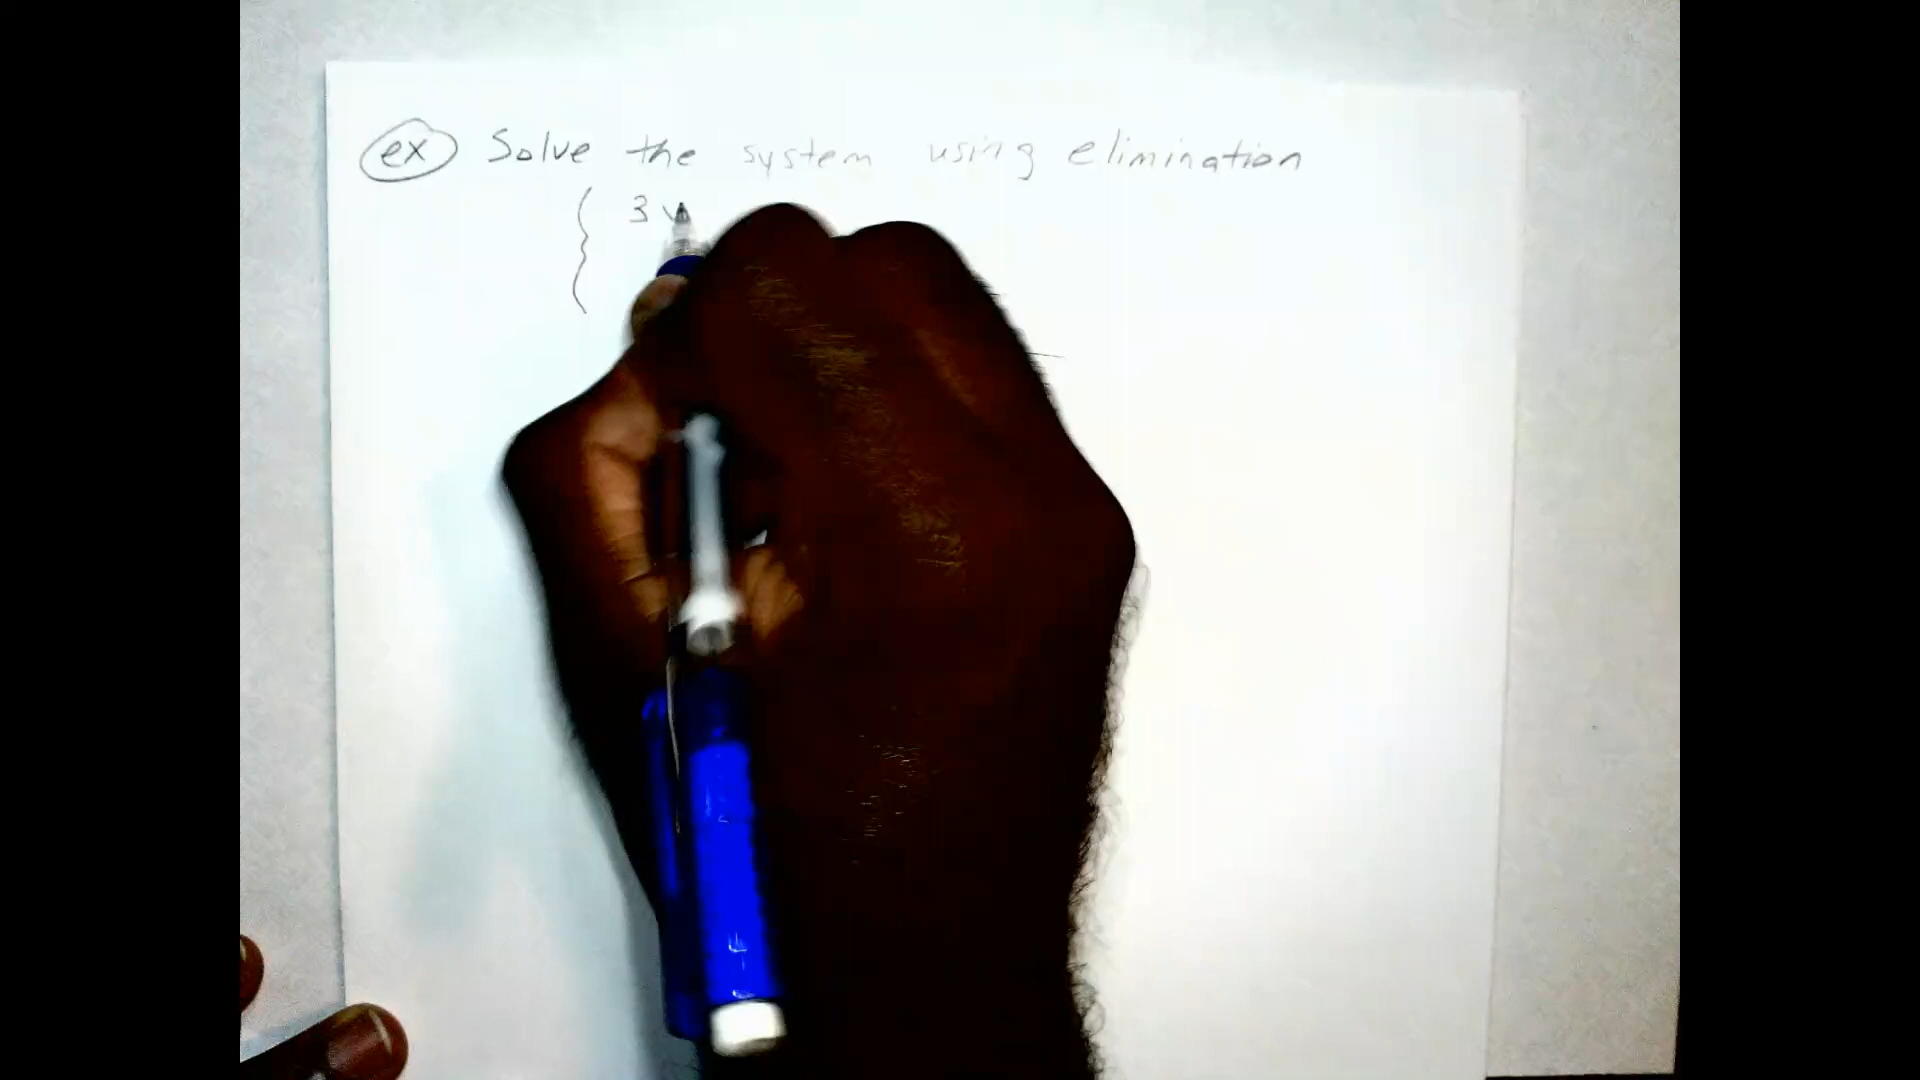 ex Solve the system using elimination
{ 3